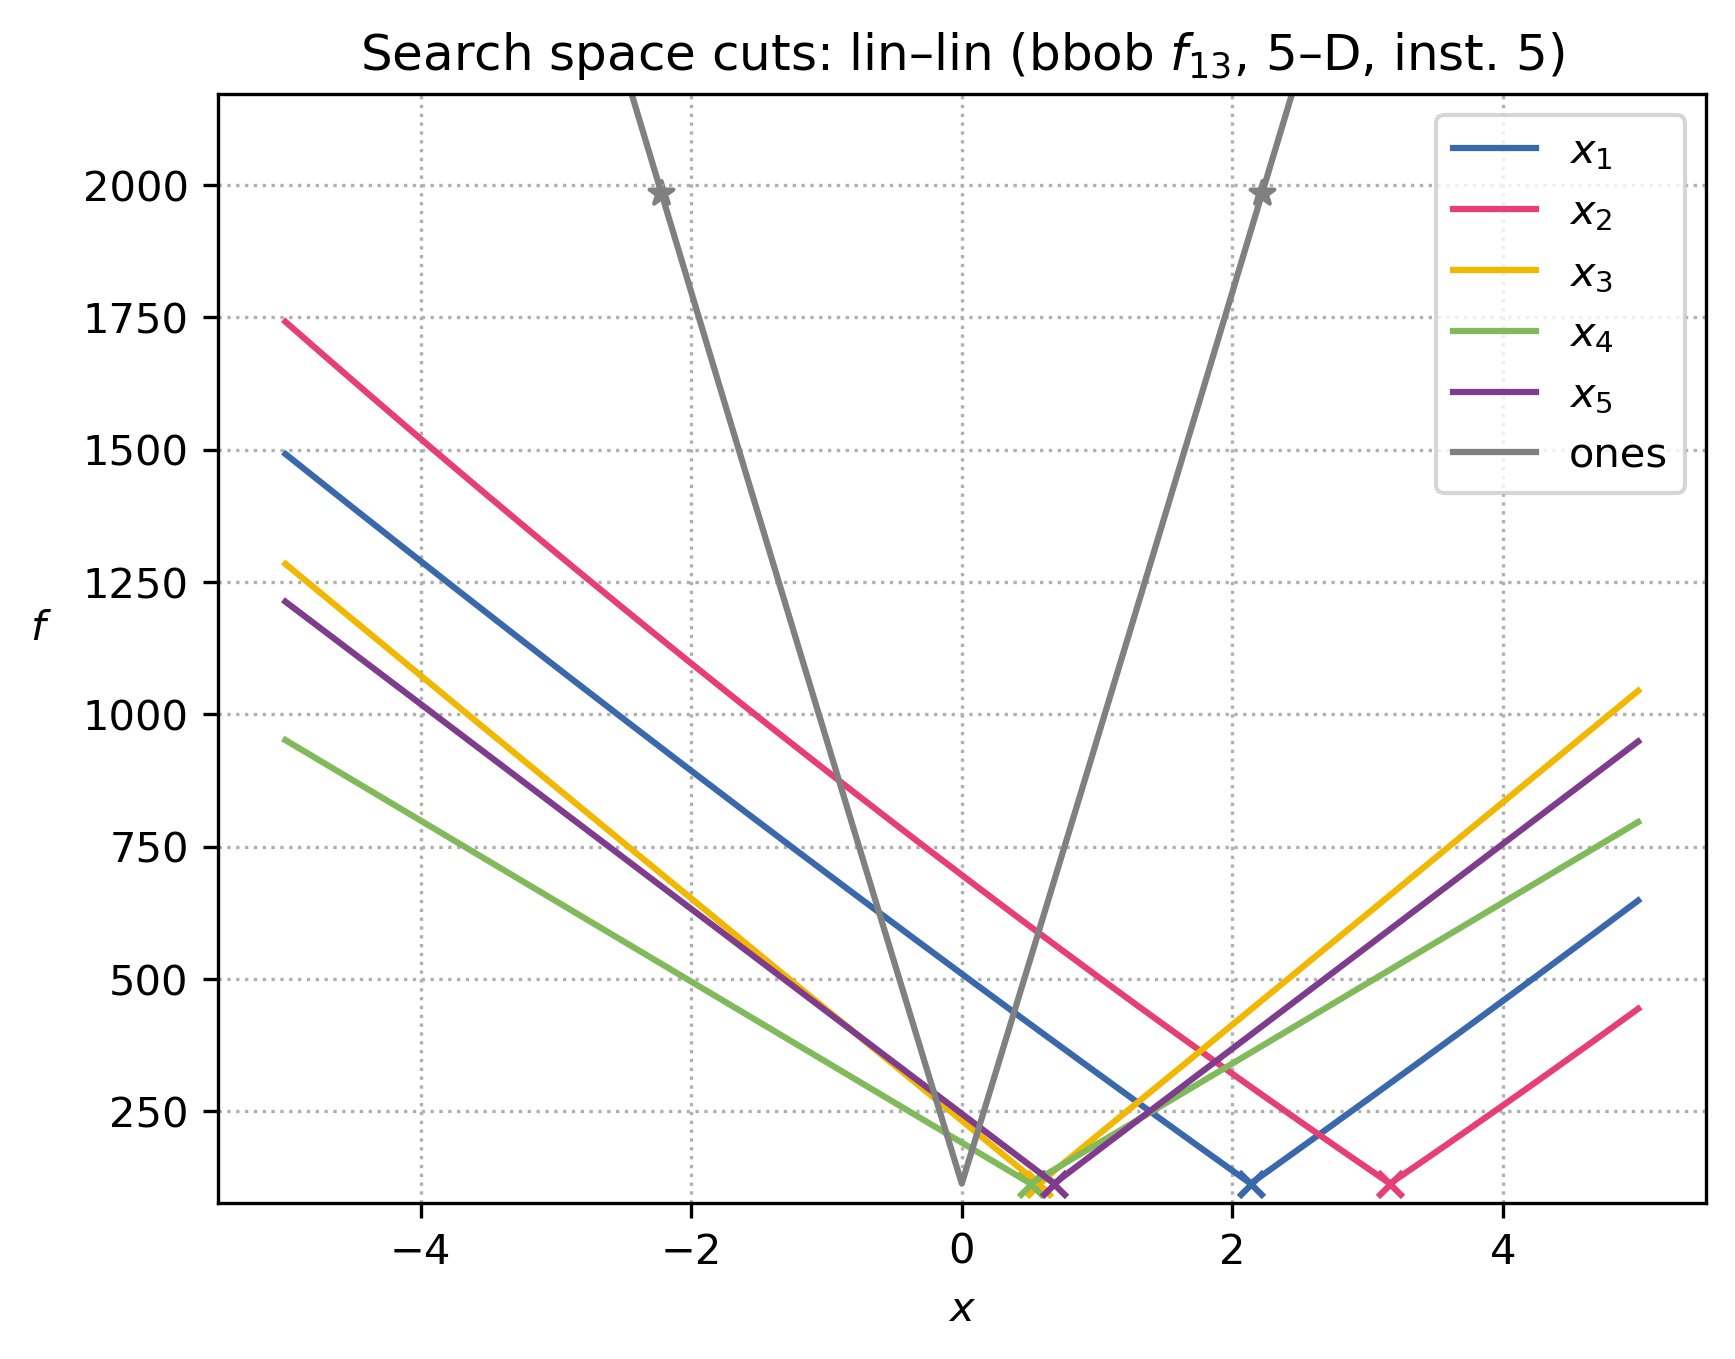 Search space cuts: lin–lin (bbob f₁₃, 5–D, inst. 5)
2000
1750
1500
1250
1000
750
500
250
f
−4
−2
0
2
4
x
x₁
x₂
x₃
x₄
x₅
ones